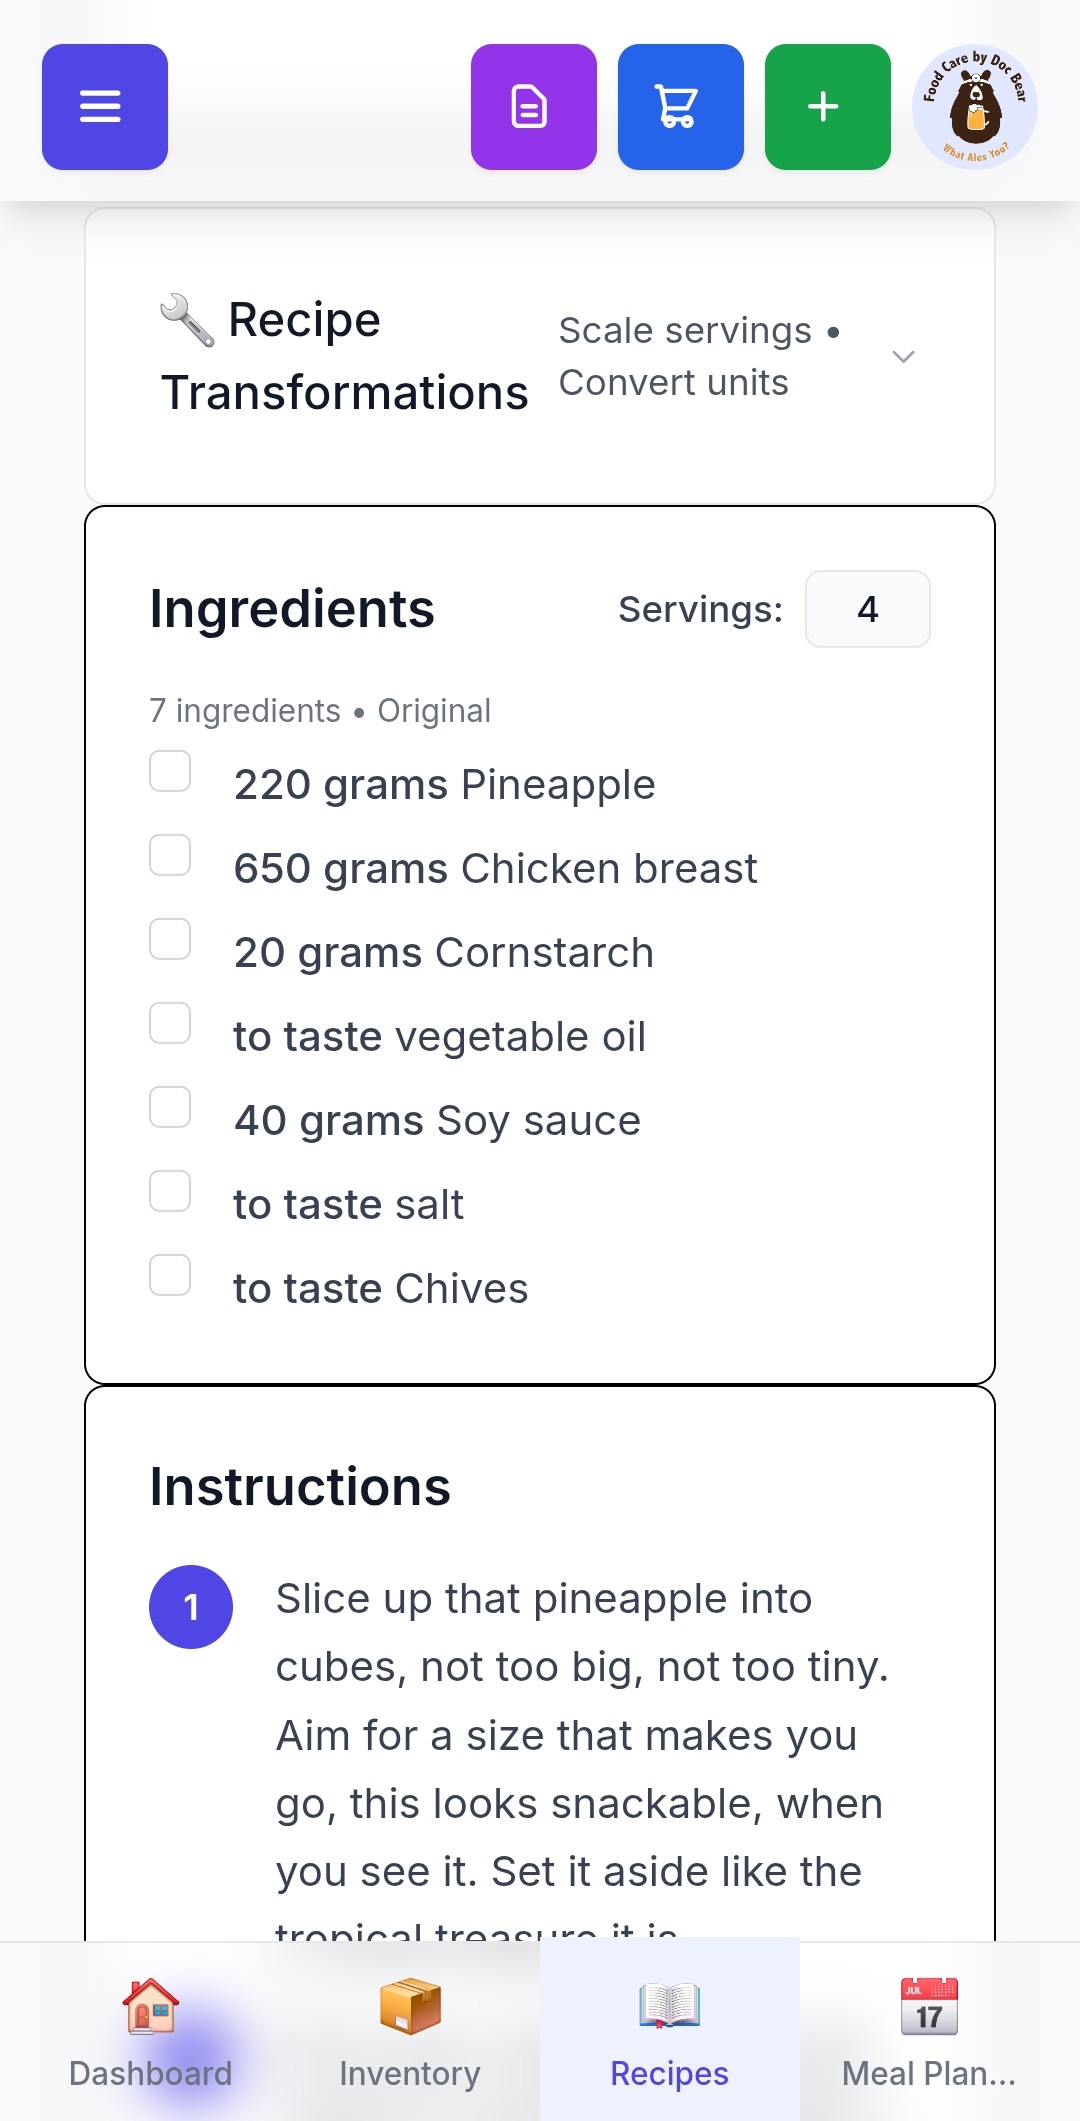 Food Care by Doc Bear
What Ales You?
🔧 Recipe
Transformations
Scale servings •
Convert units
Ingredients
Servings: 4
7 ingredients • Original
220 grams Pineapple
650 grams Chicken breast
20 grams Cornstarch
to taste vegetable oil
40 grams Soy sauce
to taste salt
to taste Chives
Instructions
1 Slice up that pineapple into
cubes, not too big, not too tiny.
Aim for a size that makes you
go, this looks snackable, when
you see it. Set it aside like the
tropical treasure it is.
JUL
17
Dashboard
Inventory
Recipes
Meal Plan...